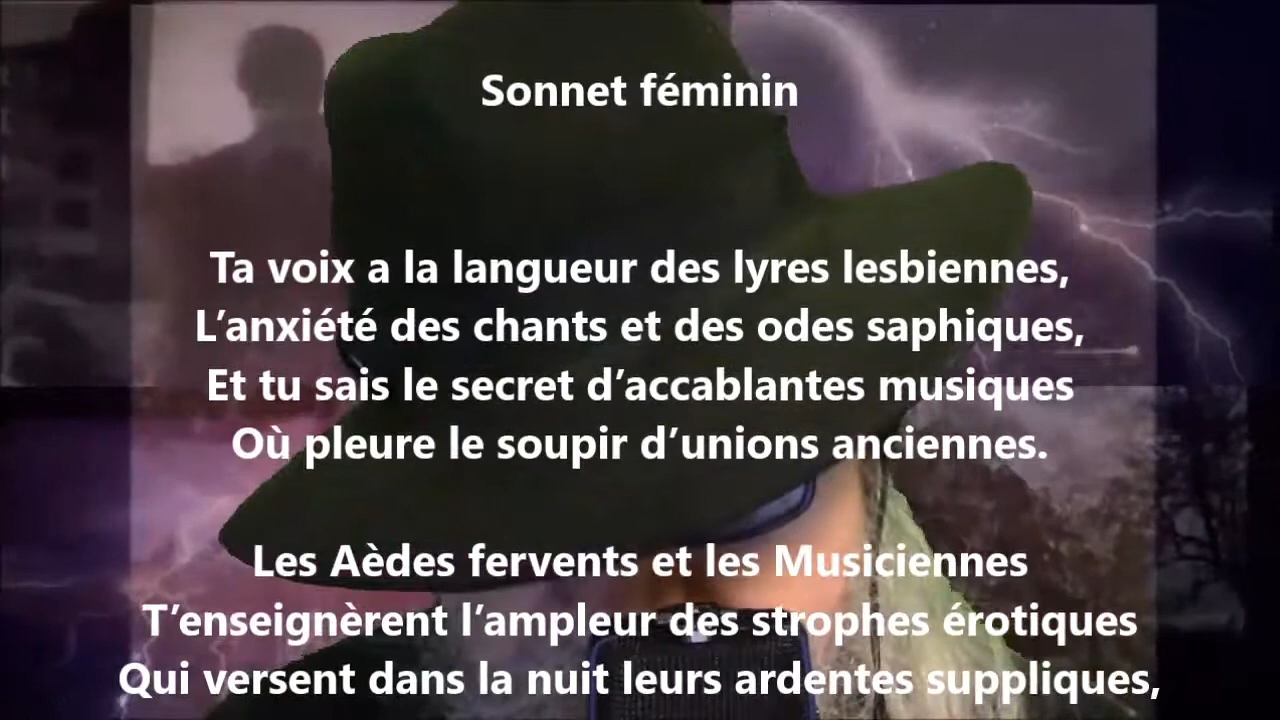 Sonnet féminin
Ta voix a la langueur des lyres lesbiennes,
L’anxiété des chants et des odes saphiques,
Et tu sais le secret d’accablantes musiques
Où pleure le soupir d’unions anciennes.
Les Aèdes fervents et les Musiciennes
T’enseignèrent l’ampleur des strophes érotiques
Qui versent dans la nuit leurs ardentes suppliques,